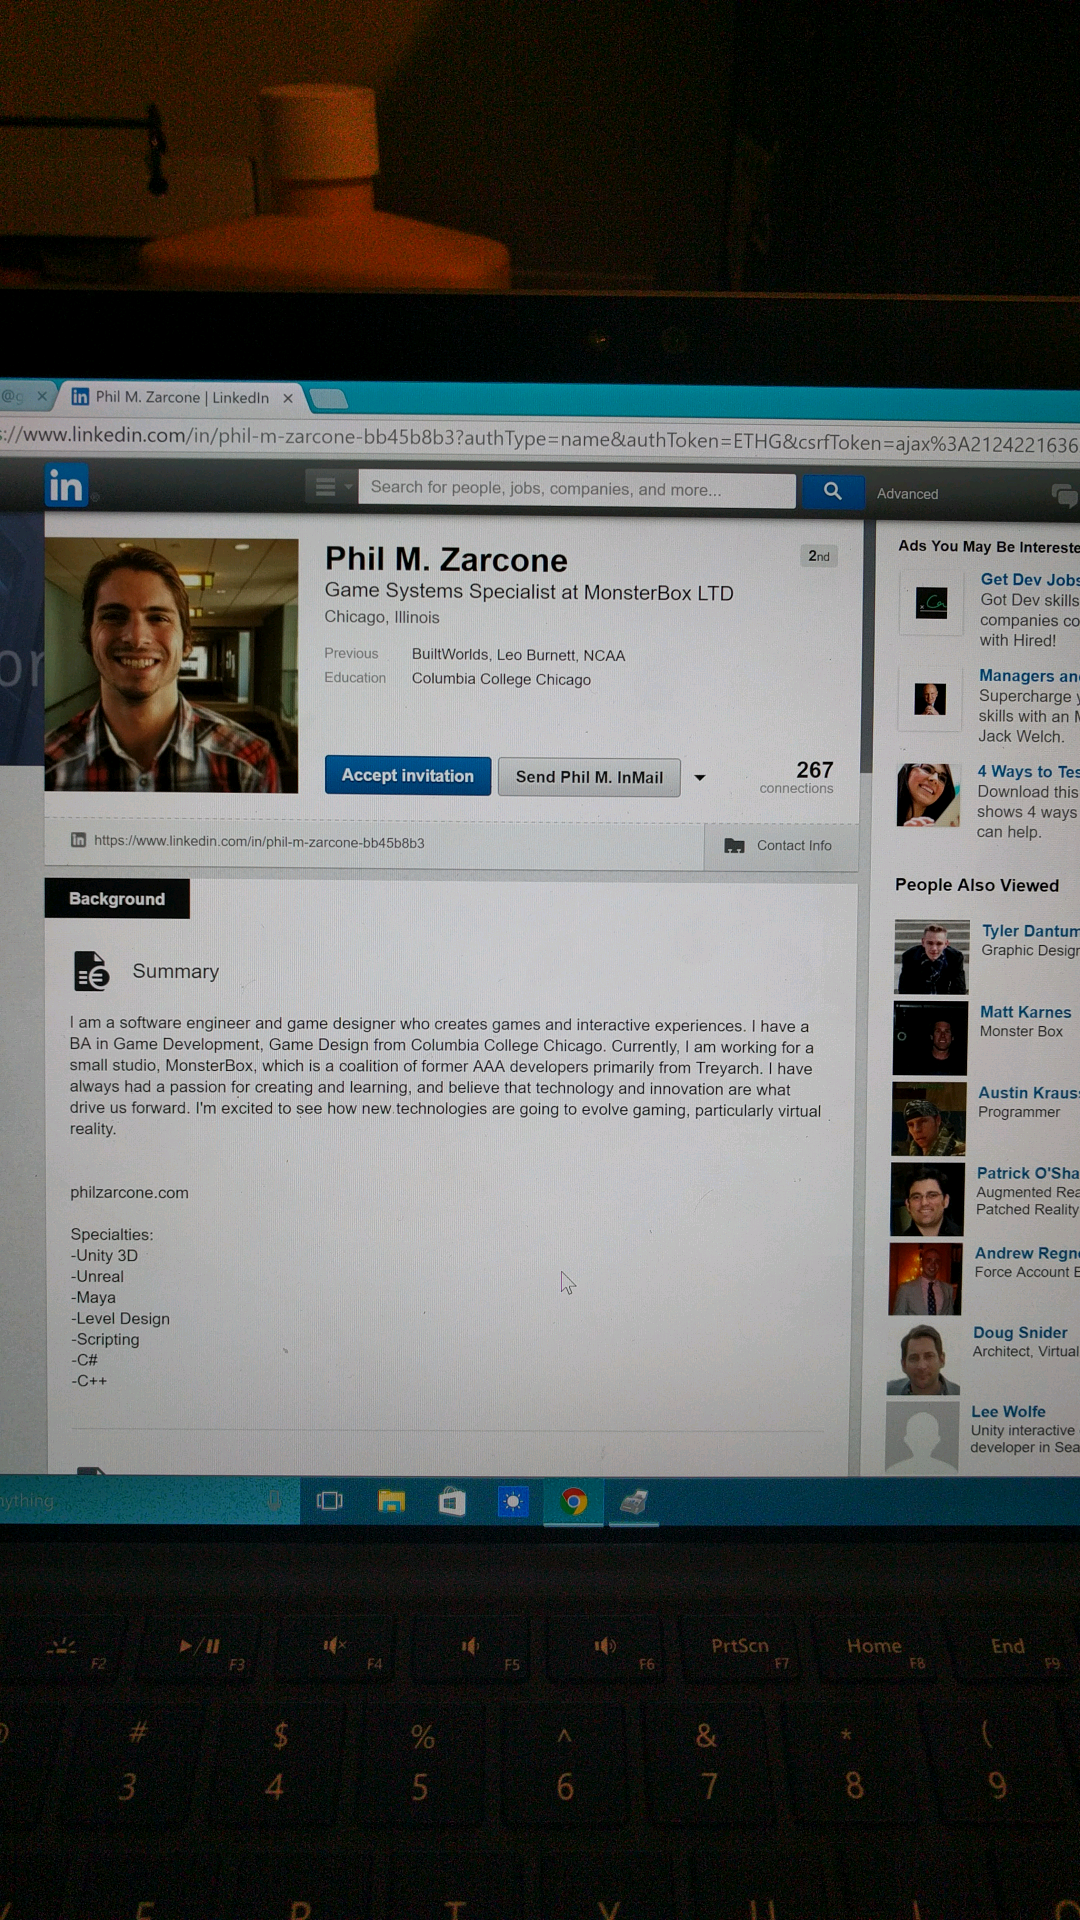 @g
Phil M. Zarcone | LinkedIn
://www.linkedin.com/in/phil-m-zarcone-bb45b8b3?authType=name&authToken=ETHG&csrfToken=ajax%3A2124221636
in
Search for people, jobs, companies, and more...
Advanced
or
Phil M. Zarcone
2nd
Game Systems Specialist at MonsterBox LTD
Chicago, Illinois
Previous BuiltWorlds, Leo Burnett, NCAA
Education Columbia College Chicago
Accept invitation
Send Phil M. InMail
267
connections
https://www.linkedin.com/in/phil-m-zarcone-bb45b8b3
Contact Info
Background
Summary
I am a software engineer and game designer who creates games and interactive experiences. I have a
BA in Game Development, Game Design from Columbia College Chicago. Currently, I am working for a
small studio, MonsterBox, which is a coalition of former AAA developers primarily from Treyarch. I have
always had a passion for creating and learning, and believe that technology and innovation are what
drive us forward. I'm excited to see how new technologies are going to evolve gaming, particularly virtual
reality.
philzarcone.com
Specialties:
-Unity 3D
-Unreal
-Maya
-Level Design
-Scripting
-C#
-C++
Ads You May Be Intereste
Get Dev Jobs
Got Dev skills
companies co
with Hired!
Managers an
Supercharge y
skills with an M
Jack Welch.
4 Ways to Tes
Download this
shows 4 ways
can help.
People Also Viewed
Tyler Dantum
Graphic Design
Matt Karnes
Monster Box
Austin Kraus
Programmer
Patrick O'Sha
Augmented Rea
Patched Reality
Andrew Regn
Force Account E
Doug Snider
Architect, Virtual
Lee Wolfe
Unity interactive
developer in Sea
ything
F2 F3 F4 F5 F6 PrtScn F7 Home F8 End F9
# $ % ^ & * (
3 4 5 6 7 8 9